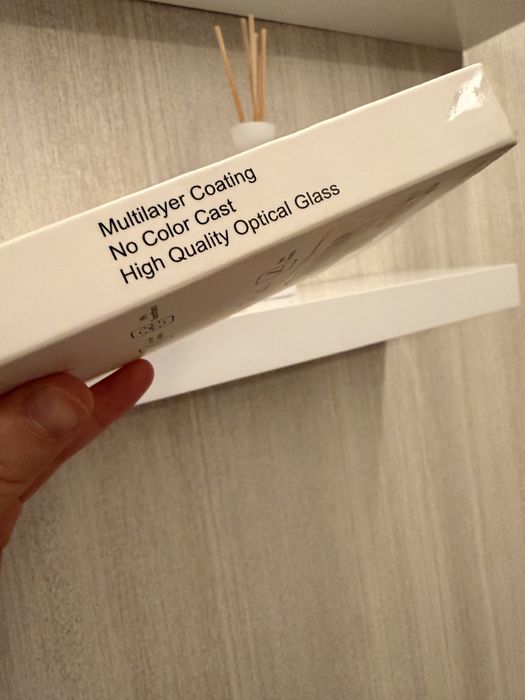 Multilayer Coating
No Color Cast
High Quality Optical Glass